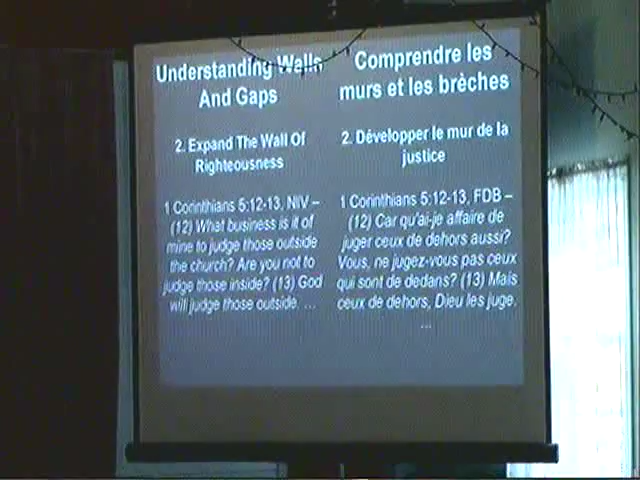 Understanding Walls
And Gaps
2. Expand The Wall Of
Righteousness
1 Corinthians 5:12-13, NIV –
(12) What business is it of
mine to judge those outside
the church? Are you not to
judge those inside? (13) God
will judge those outside. ...
Comprendre les
murs et les brèches
2. Développer le mur de la
justice
1 Corinthiens 5:12-13, FDB –
(12) Car qu'ai-je affaire de
juger ceux de dehors aussi?
Vous, ne jugez-vous pas ceux
qui sont de dedans? (13) Mais
ceux de dehors, Dieu les juge.
...